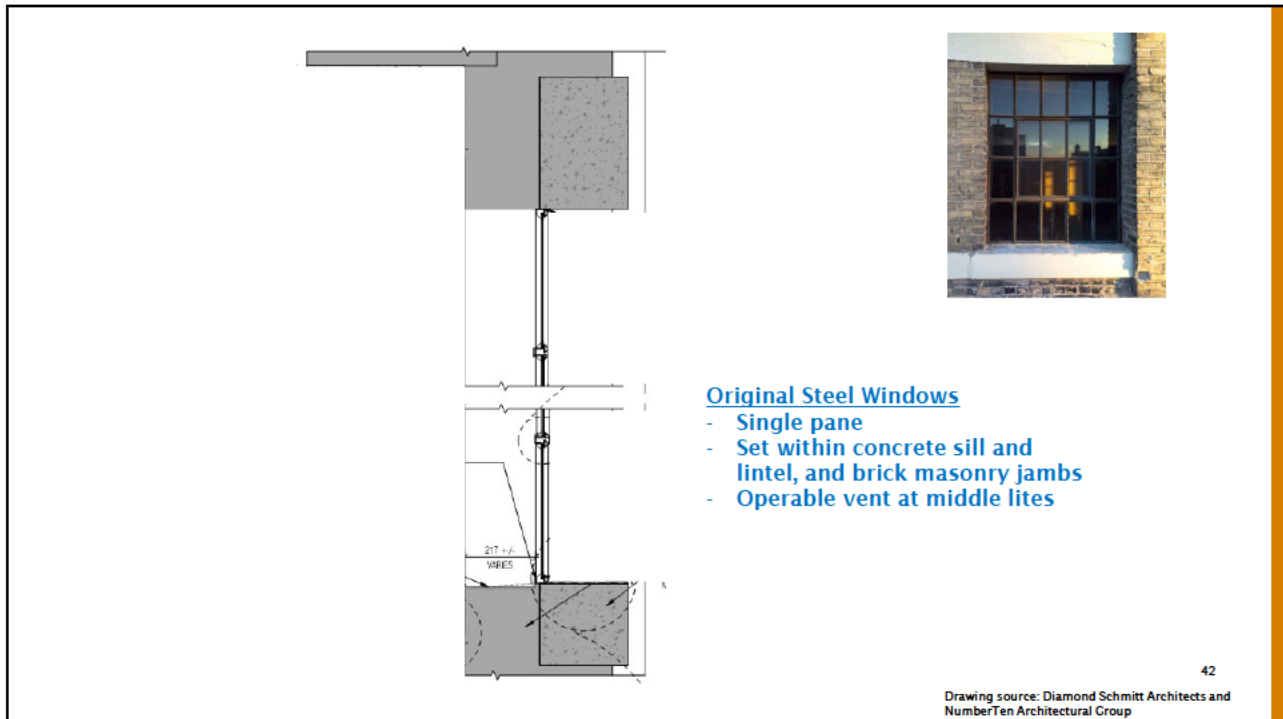 217 +/-
VARIES
Original Steel Windows
- Single pane
- Set within concrete sill and
lintel, and brick masonry jambs
- Operable vent at middle lites
42
Drawing source: Diamond Schmitt Architects and
NumberTen Architectural Group